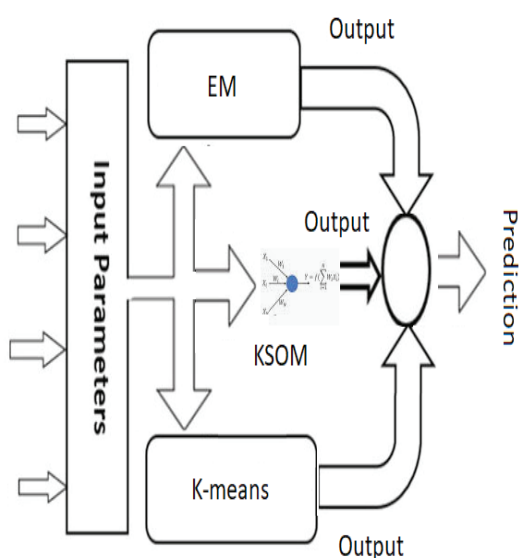 Output
EM
Input Parameters
Output
KSOM
Prediction
K-means
Output